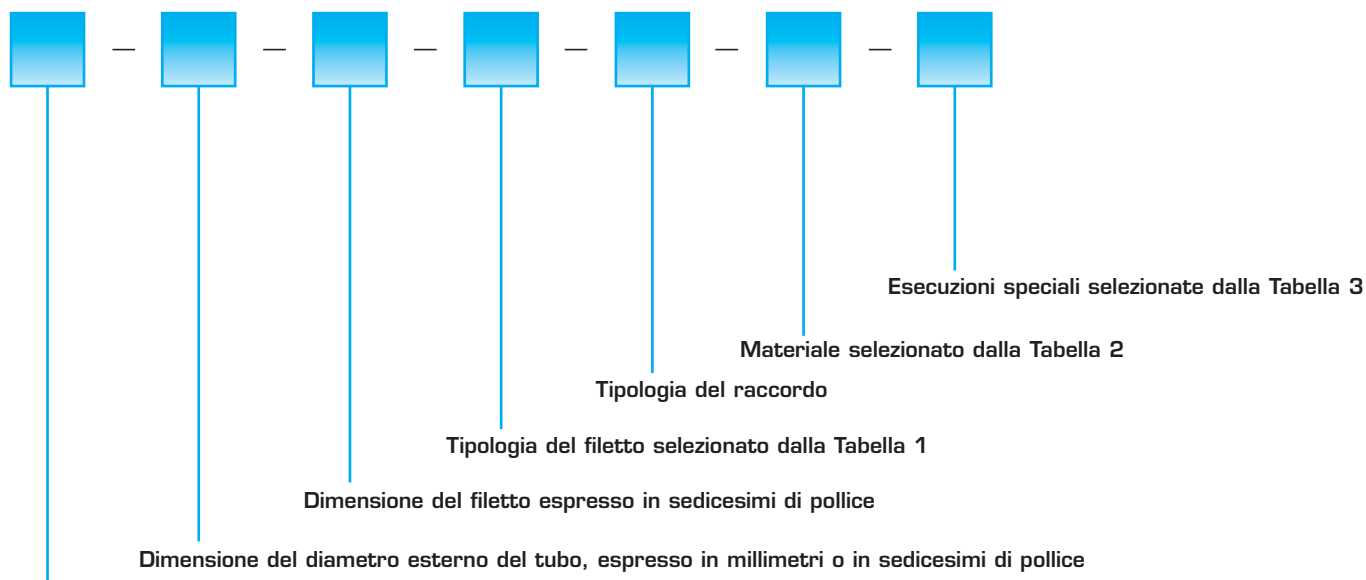 — — — — — —
Esecuzioni speciali selezionate dalla Tabella 3
Materiale selezionato dalla Tabella 2
Tipologia del raccordo
Tipologia del filetto selezionato dalla Tabella 1
Dimensione del filetto espresso in sedicesimi di pollice
Dimensione del diametro esterno del tubo, espresso in millimetri o in sedicesimi di pollice